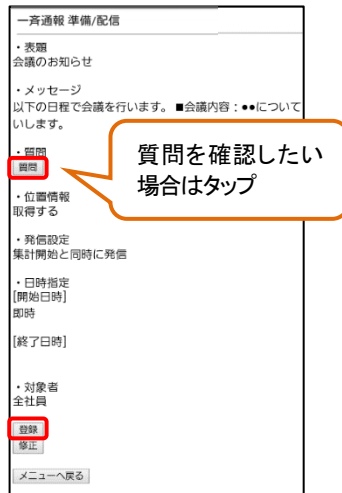 一斉通報 準備/配信
・表題
会議のお知らせ
・メッセージ
以下の日程で会議を行います。 ■会議内容：●●について
いします。
・質問
質問
質問を確認したい
場合はタップ
・位置情報
取得する
・発信設定
集計開始と同時に発信
・日時指定
[開始日時]
即時
[終了日時]
・対象者
全社員
登録
修正
メニューへ戻る